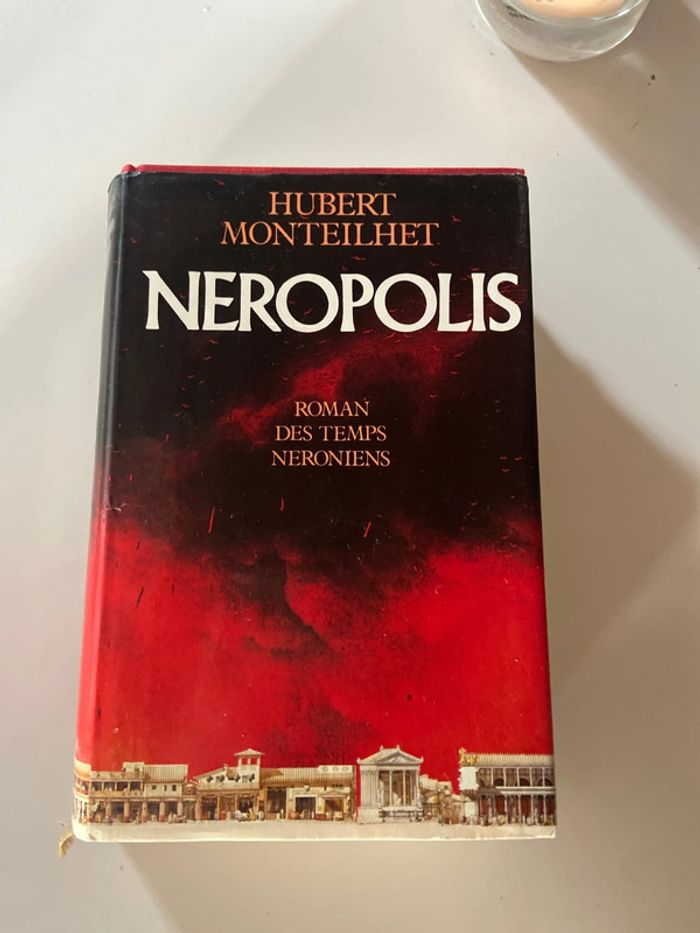 HUBERT
MONTEILHET
NEROPOLIS
ROMAN
DES TEMPS
NERONIENS